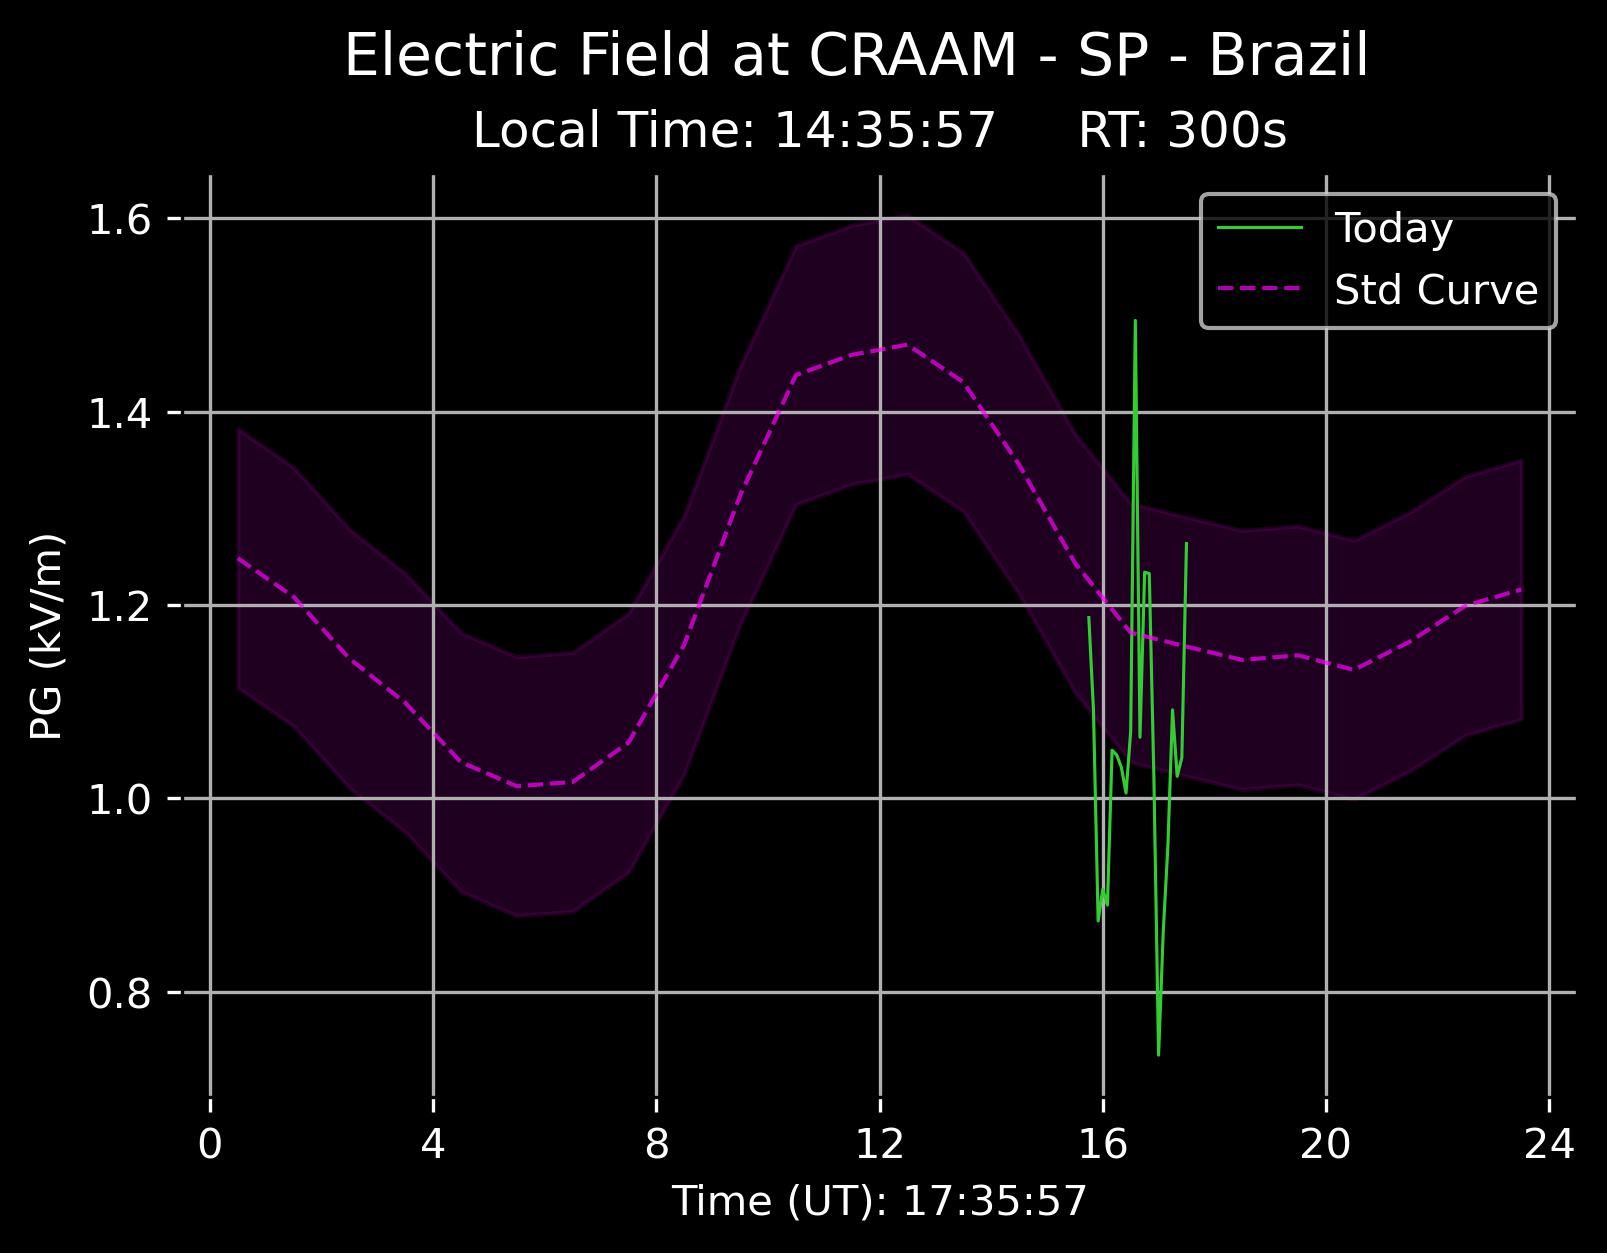 Electric Field at CRAAM - SP - Brazil
Local Time: 14:35:57 RT: 300s
Today
Std Curve
1.6
1.4
1.2
1.0
0.8
PG (kV/m)
0 4 8 12 16 20 24
Time (UT): 17:35:57